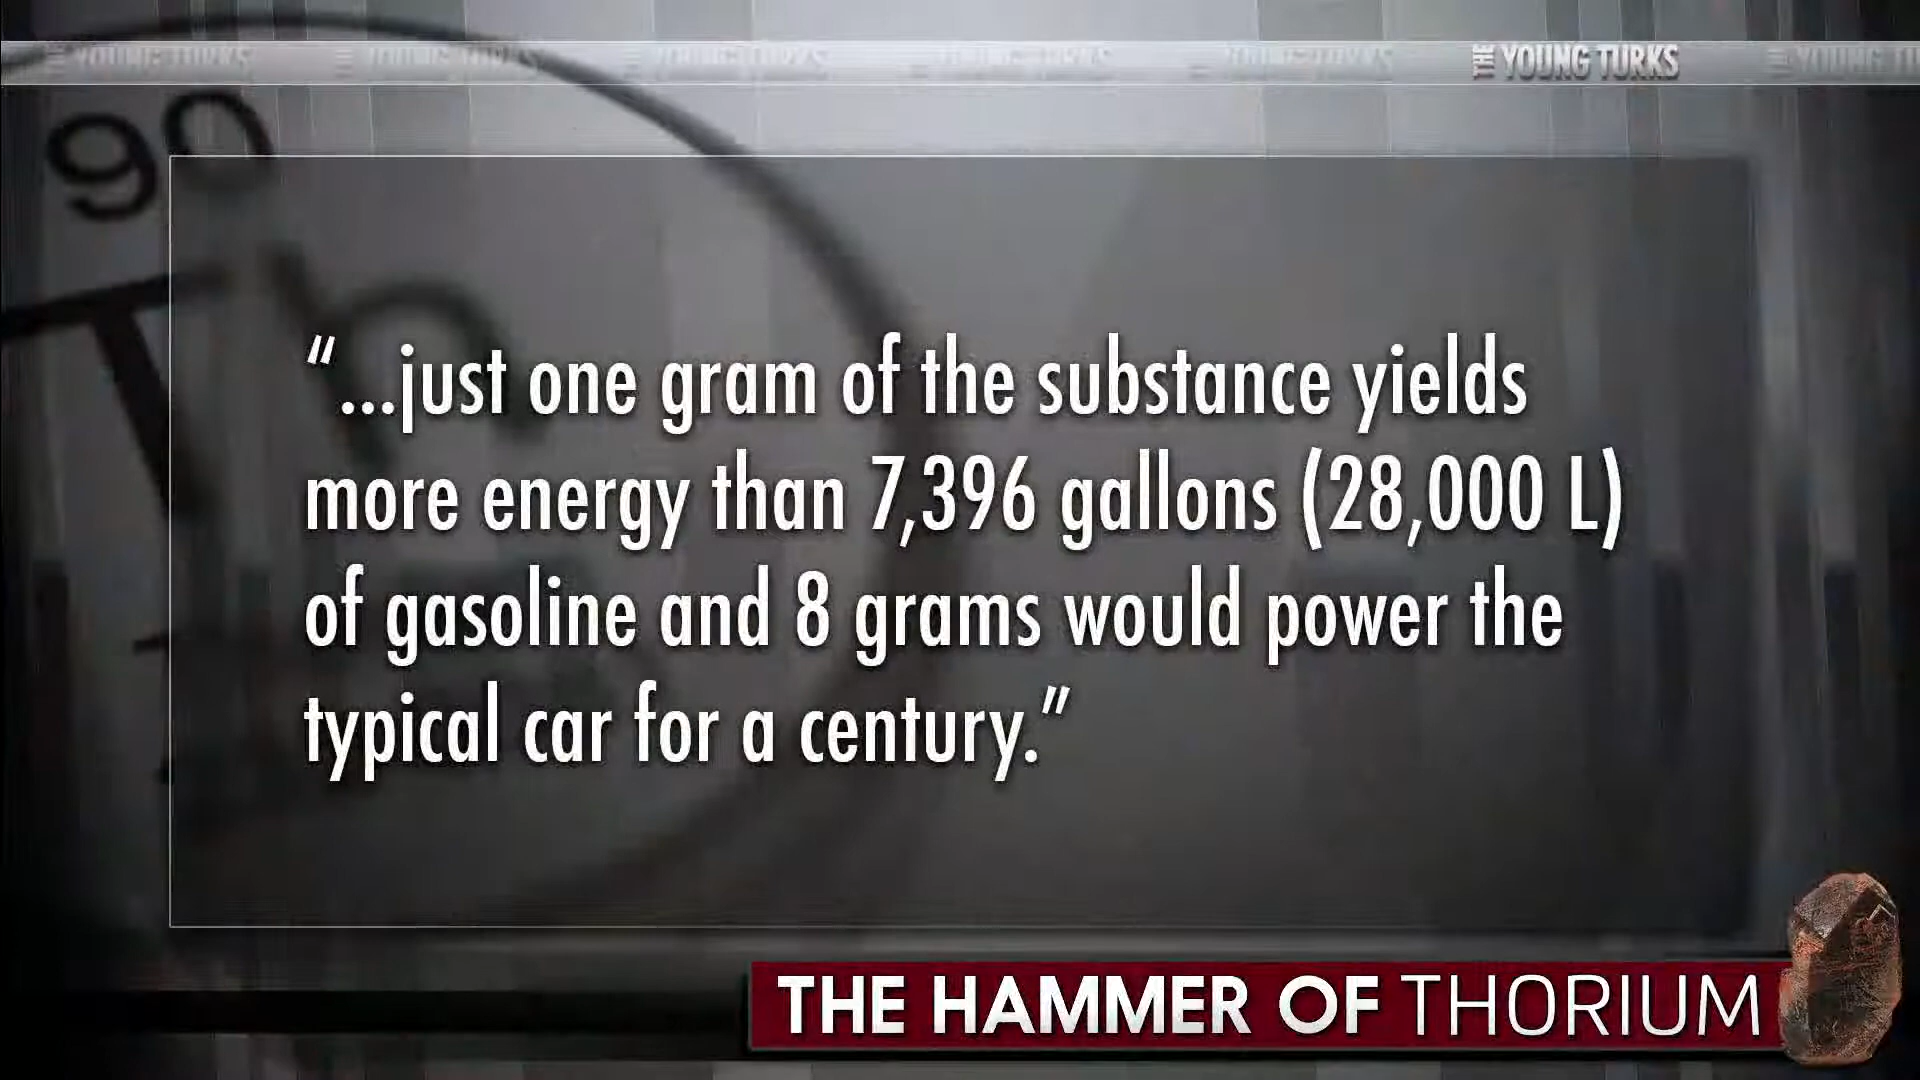 THE YOUNG TURKS
90
Th
“...just one gram of the substance yields
more energy than 7,396 gallons (28,000 L)
of gasoline and 8 grams would power the
typical car for a century.”
THE HAMMER OF THORIUM